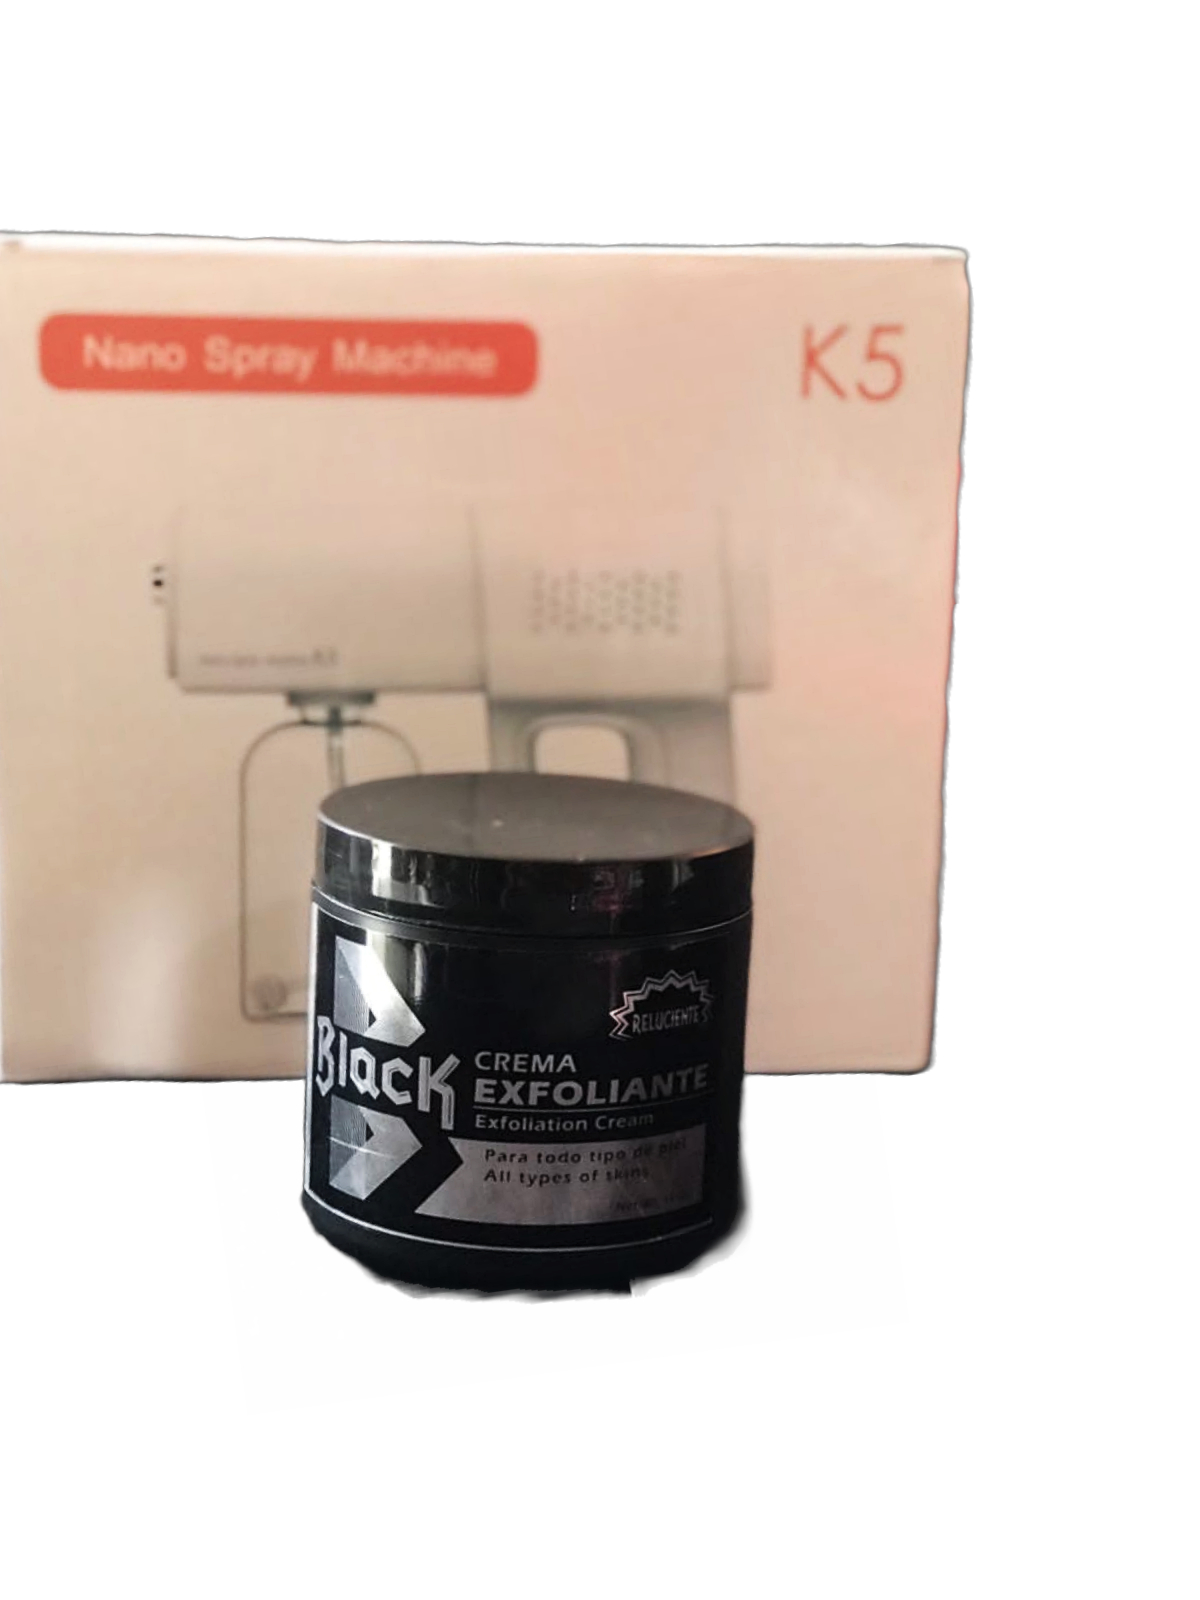 Nano Spray Machine
K5
RELUCIENTE
Black
CREMA
EXFOLIANTE
Exfoliation Cream
Para todo tipo de piel
All types of skins